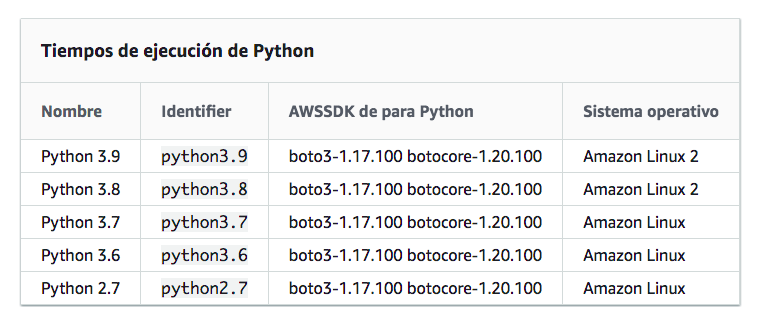 Tiempos de ejecución de Python
Nombre Identifier AWSSDK de para Python Sistema operativo
Python 3.9 python3.9 boto3-1.17.100 botocore-1.20.100 Amazon Linux 2
Python 3.8 python3.8 boto3-1.17.100 botocore-1.20.100 Amazon Linux 2
Python 3.7 python3.7 boto3-1.17.100 botocore-1.20.100 Amazon Linux
Python 3.6 python3.6 boto3-1.17.100 botocore-1.20.100 Amazon Linux
Python 2.7 python2.7 boto3-1.17.100 botocore-1.20.100 Amazon Linux